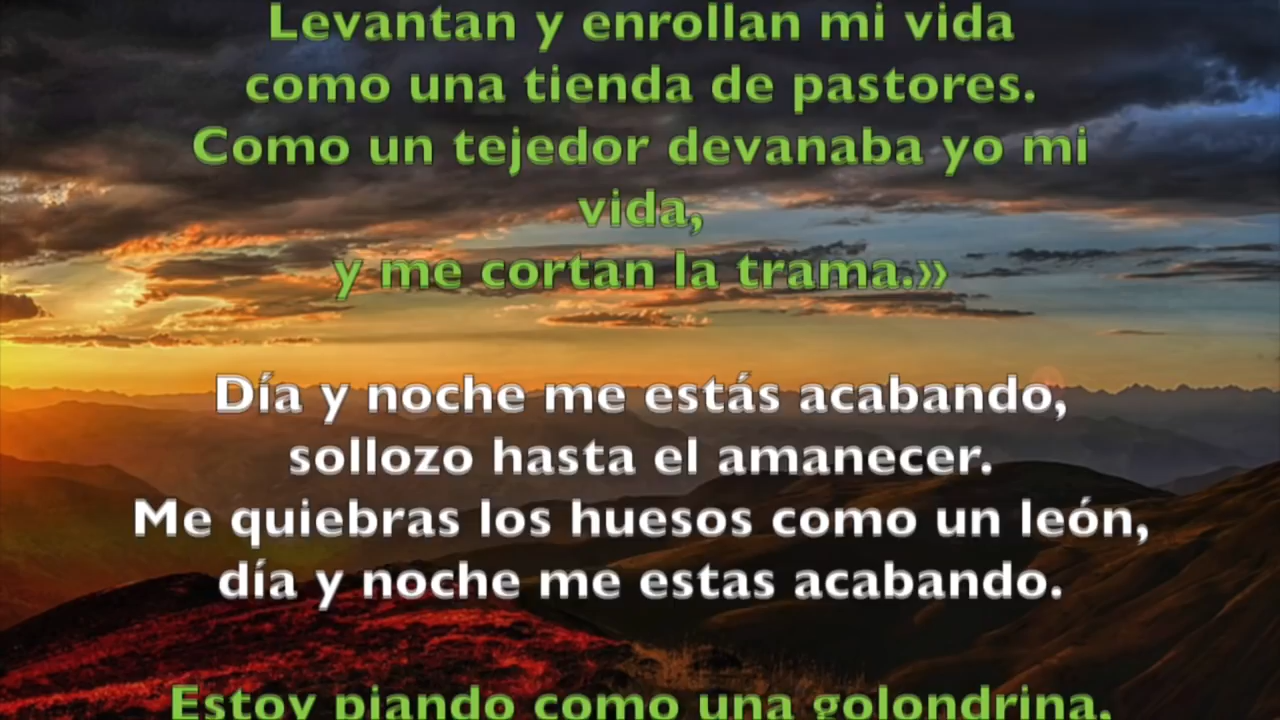 Levantan y enrollan mi vida
como una tienda de pastores.
Como un tejedor devanaba yo mi
vida,
y me cortan la trama.»
Día y noche me estás acabando,
sollozo hasta el amanecer.
Me quiebras los huesos como un león,
día y noche me estas acabando.
Estoy piando como una golondrina,